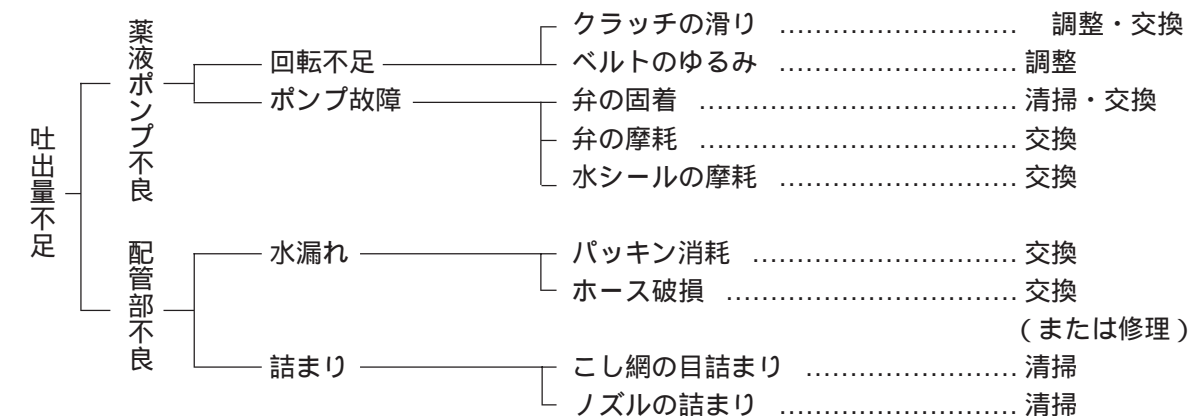 吐出量不足
薬液ポンプ不良
回転不足
クラッチの滑り ………………………… 調整・交換
ベルトのゆるみ ………………………… 調整
ポンプ故障
弁の固着 ………………………………… 清掃・交換
弁の摩耗 ………………………………… 交換
水シールの摩耗 ………………………… 交換
配管部不良
水漏れ
パッキン消耗 …………………………… 交換
ホース破損 ……………………………… 交換
(または修理)
詰まり
こし網の目詰まり ……………………… 清掃
ノズルの詰まり ………………………… 清掃